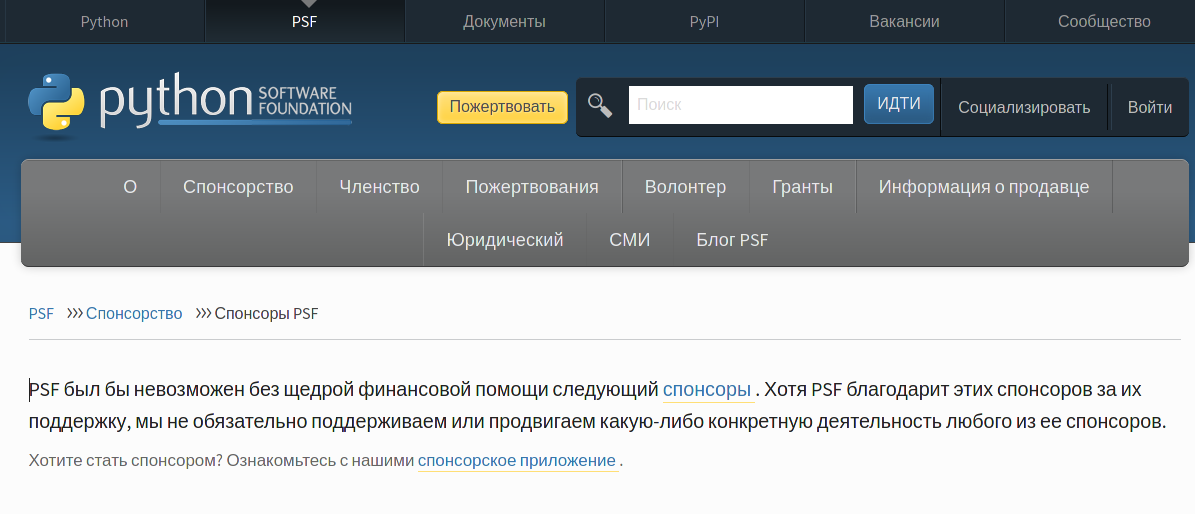 Python PSF Документы PyPI Вакансии Сообщество
python SOFTWARE FOUNDATION
Пожертвовать Поиск ИДТИ Социализировать Войти
О Спонсорство Членство Пожертвования Волонтер Гранты Информация о продавце
Юридический СМИ Блог PSF
PSF >>> Спонсорство >>> Спонсоры PSF
PSF был бы невозможен без щедрой финансовой помощи следующий спонсоры . Хотя PSF благодарит этих спонсоров за их
поддержку, мы не обязательно поддерживаем или продвигаем какую-либо конкретную деятельность любого из ее спонсоров.
Хотите стать спонсором? Ознакомьтесь с нашими спонсорское приложение .